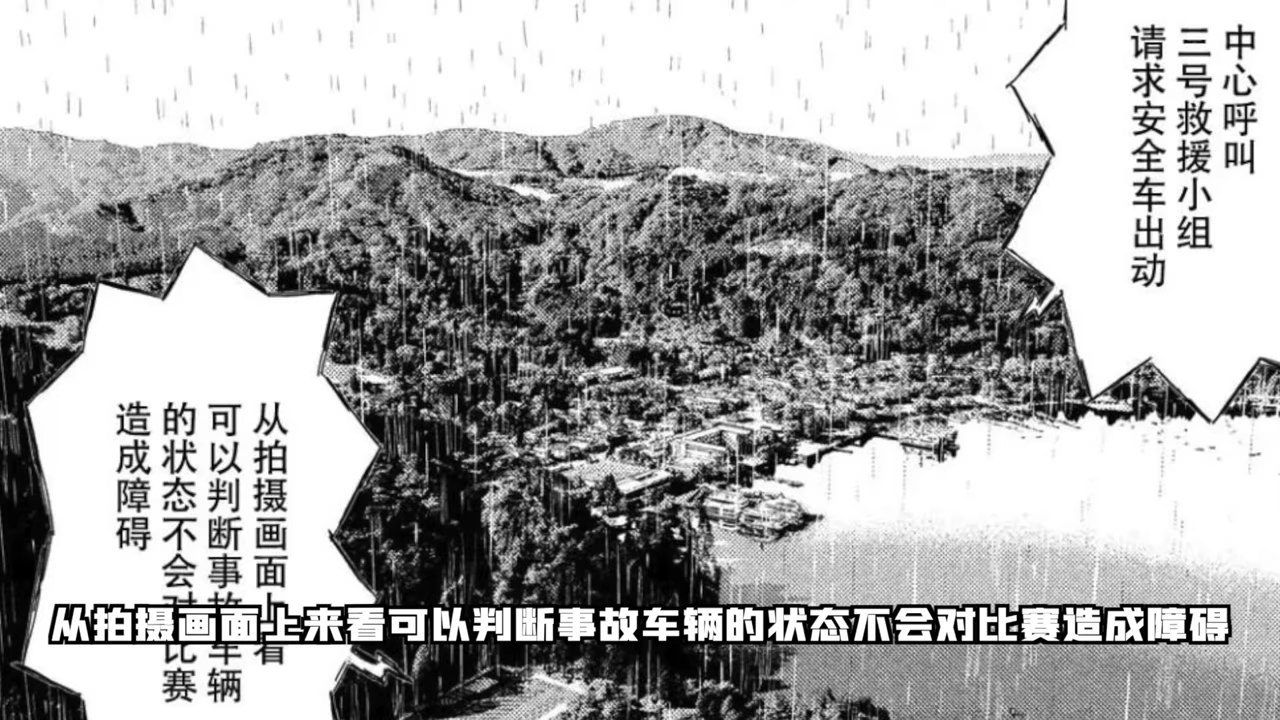 中心呼叫
三号救援小组
请求安全车出动
从拍摄画面上看
可以判断事故车辆
的状态不会对比赛
造成障碍
从拍摄画面上来看可以判断事故车辆的状态不会对比赛造成障碍